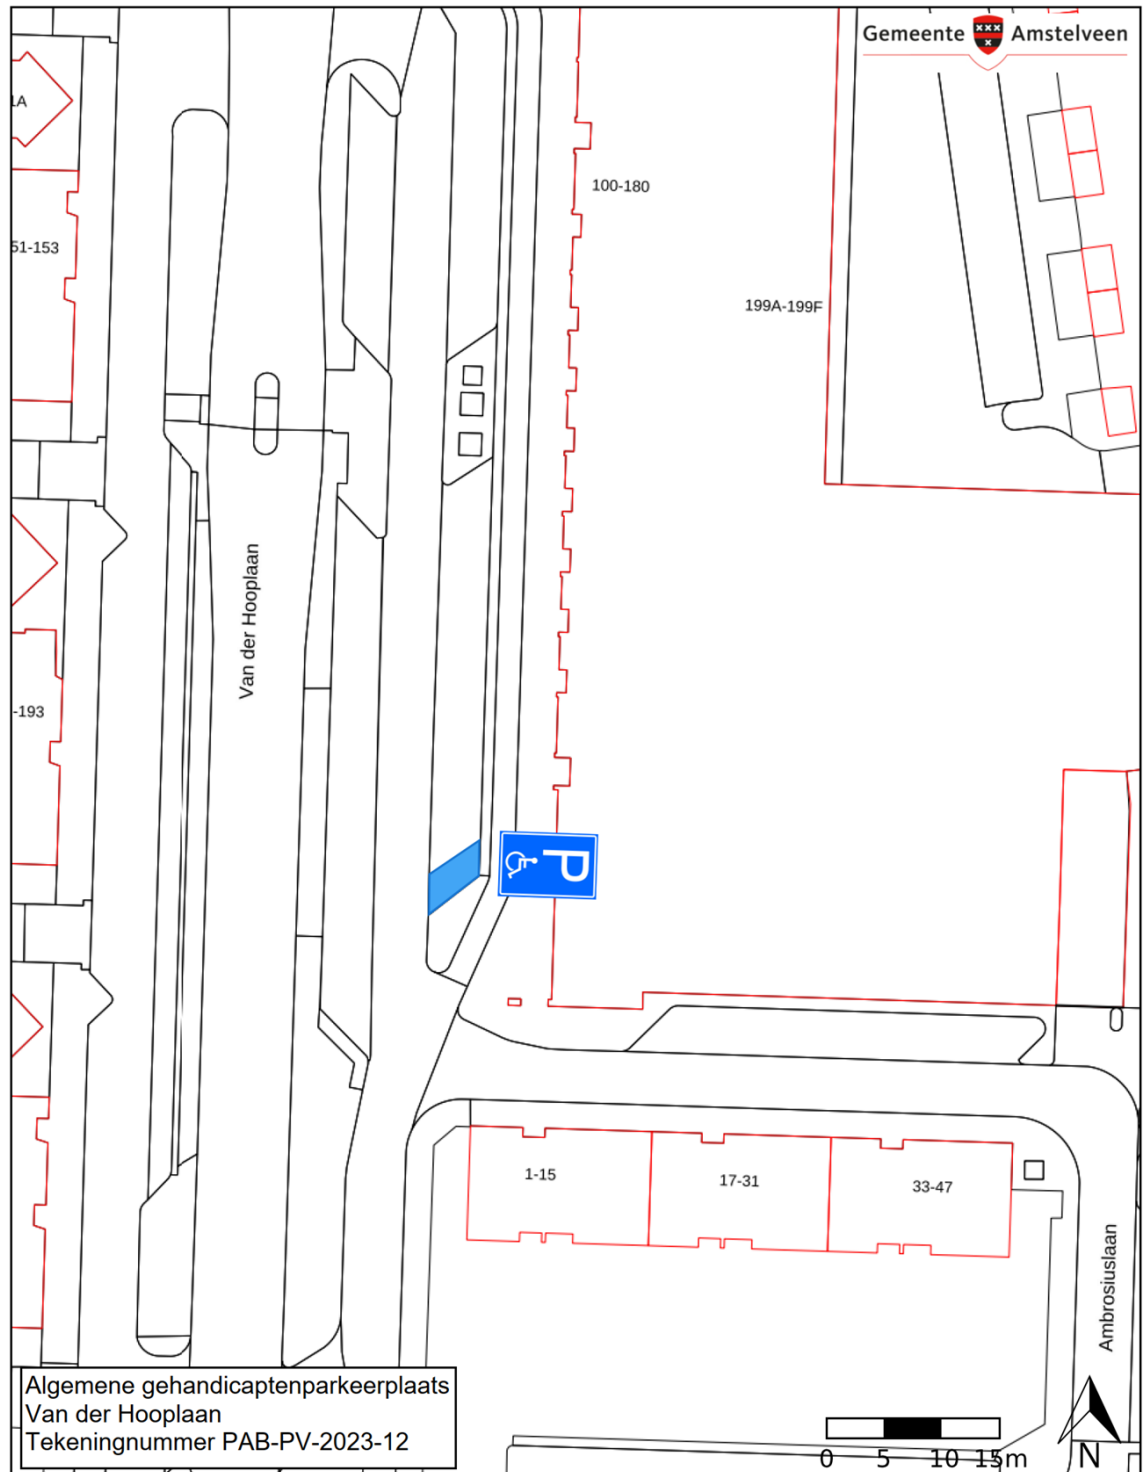 Gemeente Amstelveen
1A
100-180
51-153
199A-199F
Van der Hooplaan
-193
P
1-15
17-31
33-47
Ambrosiuslaan
Algemene gehandicaptenparkeerplaats
Van der Hooplaan
Tekeningnummer PAB-PV-2023-12
0 5 10 15m
N